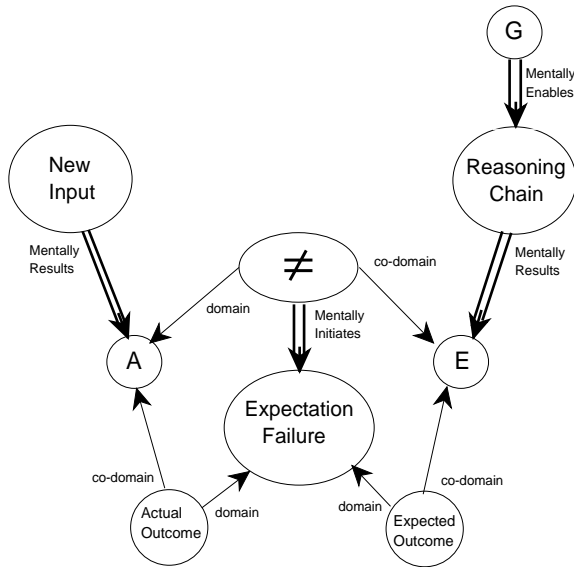 G
Mentally
Enables
New
Input
Reasoning
Chain
Mentally
Results
≠
co-domain
Mentally
Results
domain
Mentally
Initiates
A
E
Expectation
Failure
co-domain
co-domain
Actual
Outcome
domain
domain
Expected
Outcome